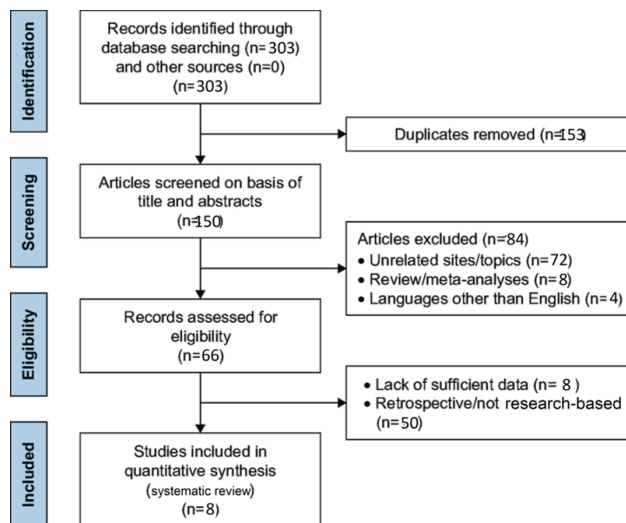 Identification
Records identified through
database searching (n=303)
and other sources (n=0)
(n=303)
Duplicates removed (n=153)
Screening
Articles screened on basis of
title and abstracts
(n=150)
Articles excluded (n=84)
• Unrelated sites/topics (n=72)
• Review/meta-analyses (n=8)
• Languages other than English (n=4)
Eligibility
Records assessed for
eligibility
(n=66)
• Lack of sufficient data (n= 8 )
• Retrospective/not research-based
(n=50)
Included
Studies included in
quantitative synthesis
(systematic review)
(n=8)